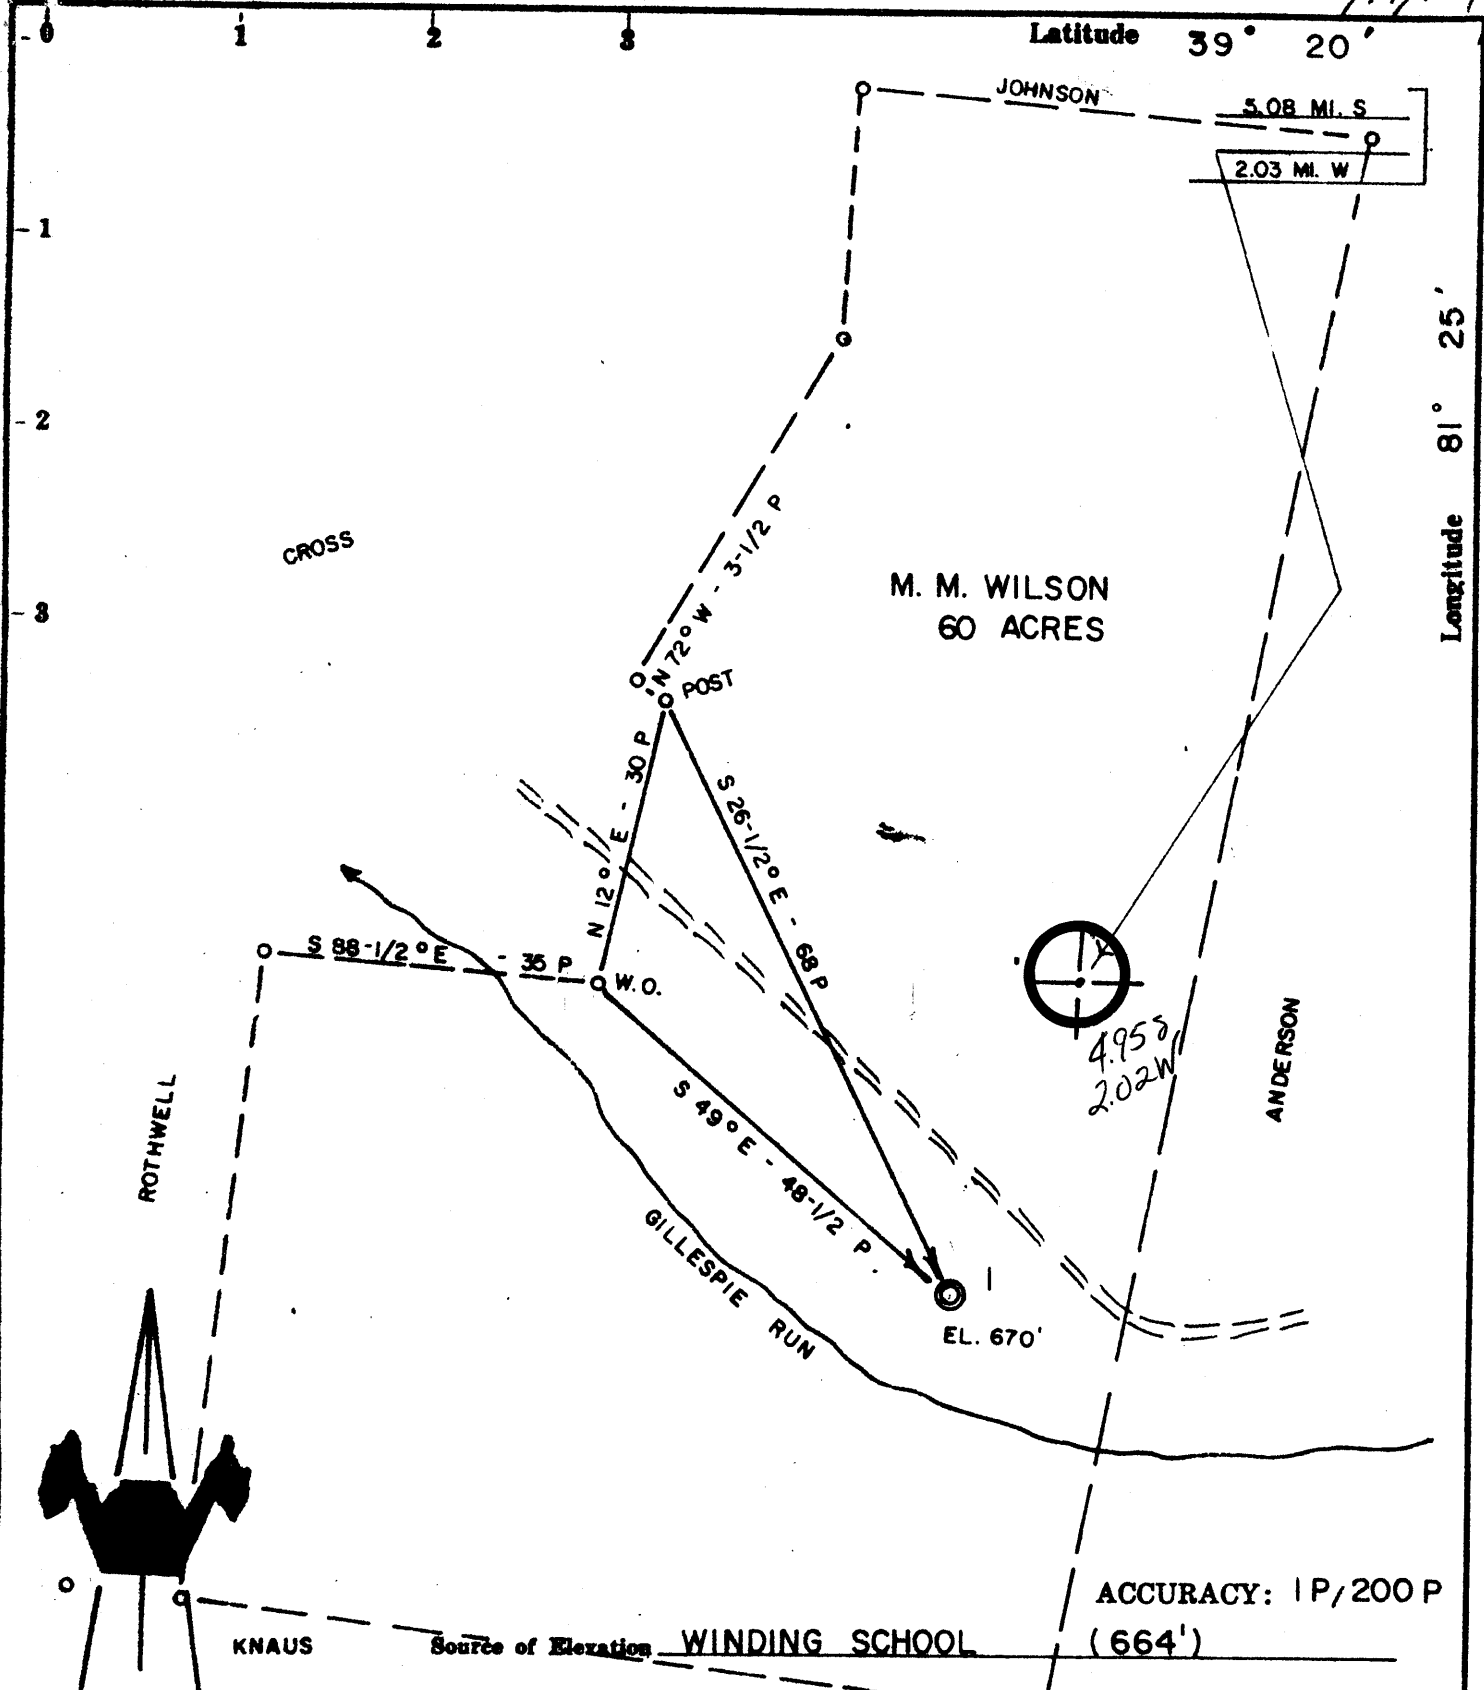 - 0 1 2 3 Latitude 39° 20'
JOHNSON
5.08 MI. S
2.03 MI. W
- 1
Longitude 81° 25'
- 2
N 72° W - 3-1/2 P
CROSS
M. M. WILSON
60 ACRES
- 3
POST
N 12° E - 30 P
S 26-1/2° E - 68 P
S 88-1/2° E - 35 P
W.O.
4.95 S
2.02 W
ANDERSON
ROTHWELL
S 49° E - 48-1/2 P
GILLESPIE RUN
1
EL. 670'
ACCURACY: 1 P/200 P
KNAUS
Source of Elevation WINDING SCHOOL (664')